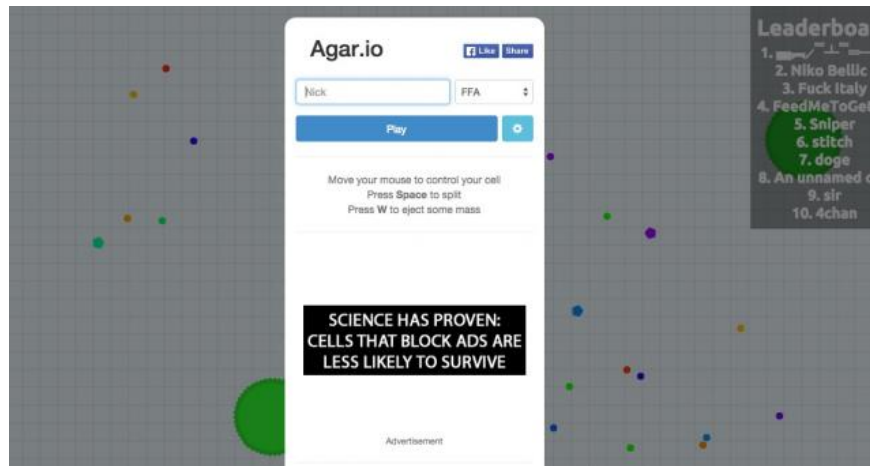 Agar.io
Like Share
Nick
FFA
Play
Move your mouse to control your cell
Press Space to split
Press W to eject some mass
SCIENCE HAS PROVEN:
CELLS THAT BLOCK ADS ARE
LESS LIKELY TO SURVIVE
Advertisement
Leaderboa
1.
2. Niko Bellic
3. Fuck Italy
4. FeedMeToGet
5. Sniper
6. stitch
7. doge
8. An unnamed c
9. sir
10. 4chan